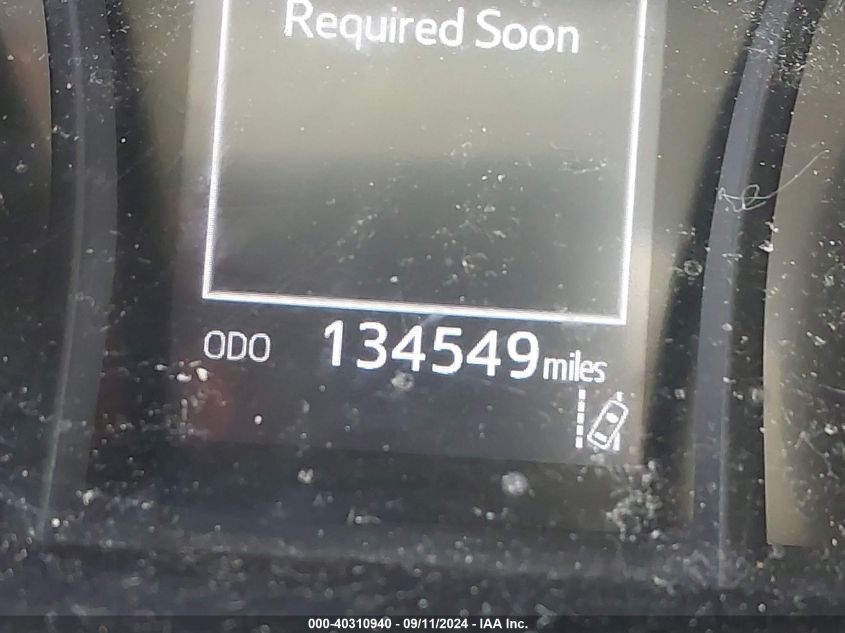 Required Soon
ODO 134549 miles
000-40310940 - 09/11/2024 - IAA Inc.